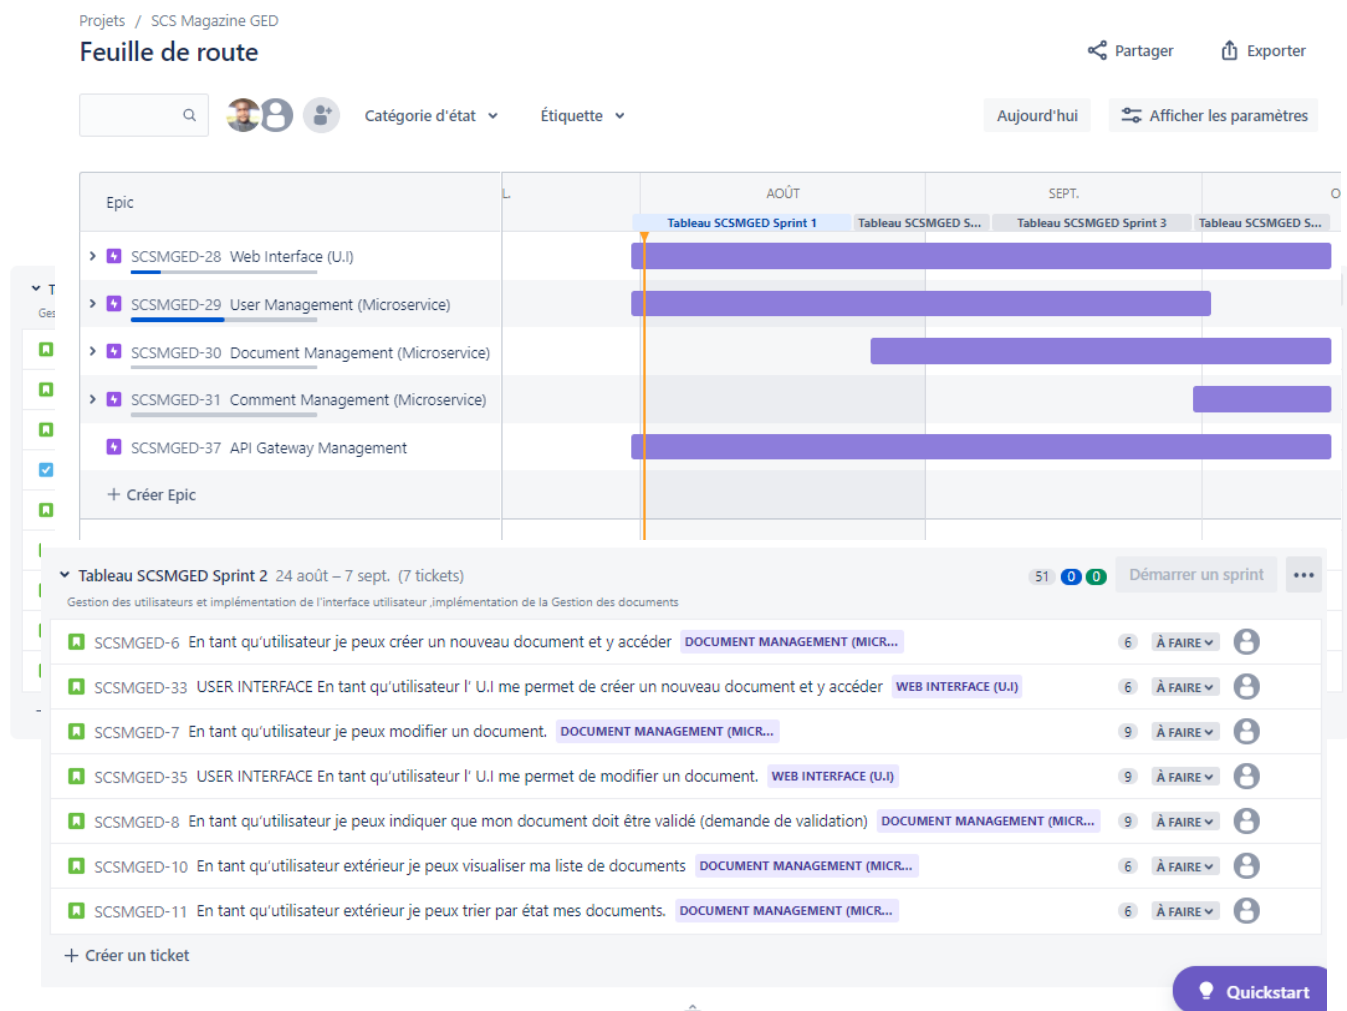 Projets / SCS Magazine GED
Feuille de route
Partager
Exporter
Catégorie d'état
Étiquette
Aujourd'hui
Afficher les paramètres
Epic
L.
AOÛT
SEPT.
O
Tableau SCSMGED Sprint 1
Tableau SCSMGED S...
Tableau SCSMGED Sprint 3
Tableau SCSMGED S...
SCSMGED-28 Web Interface (U.I)
SCSMGED-29 User Management (Microservice)
SCSMGED-30 Document Management (Microservice)
SCSMGED-31 Comment Management (Microservice)
SCSMGED-37 API Gateway Management
+ Créer Epic
T
Ges
Tableau SCSMGED Sprint 2 24 août – 7 sept. (7 tickets)
51 0 0 Démarrer un sprint •••
Gestion des utilisateurs et implémentation de l'interface utilisateur ,implémentation de la Gestion des documents
SCSMGED-6 En tant qu'utilisateur je peux créer un nouveau document et y accéder DOCUMENT MANAGEMENT (MICR... 6 À FAIRE
SCSMGED-33 USER INTERFACE En tant qu'utilisateur l' U.I me permet de créer un nouveau document et y accéder WEB INTERFACE (U.I) 6 À FAIRE
SCSMGED-7 En tant qu'utilisateur je peux modifier un document. DOCUMENT MANAGEMENT (MICR... 9 À FAIRE
SCSMGED-35 USER INTERFACE En tant qu'utilisateur l' U.I me permet de modifier un document. WEB INTERFACE (U.I) 9 À FAIRE
SCSMGED-8 En tant qu'utilisateur je peux indiquer que mon document doit être validé (demande de validation) DOCUMENT MANAGEMENT (MICR... 9 À FAIRE
SCSMGED-10 En tant qu'utilisateur extérieur je peux visualiser ma liste de documents DOCUMENT MANAGEMENT (MICR... 6 À FAIRE
SCSMGED-11 En tant qu'utilisateur extérieur je peux trier par état mes documents. DOCUMENT MANAGEMENT (MICR... 6 À FAIRE
+ Créer un ticket
Quickstart